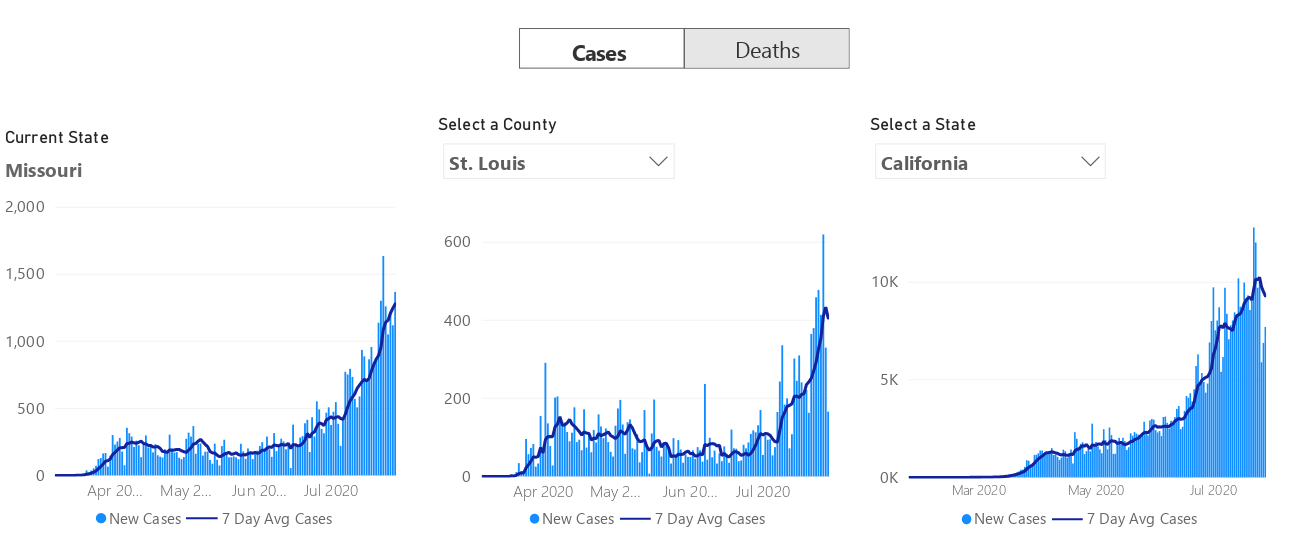 Cases Deaths
Current State
Missouri
2,000
1,500
1,000
500
0
Apr 20... May 2... Jun 20... Jul 2020
New Cases 7 Day Avg Cases
Select a County
St. Louis
600
400
200
0
Apr 2020 May 2... Jun 20... Jul 2020
New Cases 7 Day Avg Cases
Select a State
California
10K
5K
0K
Mar 2020 May 2020 Jul 2020
New Cases 7 Day Avg Cases